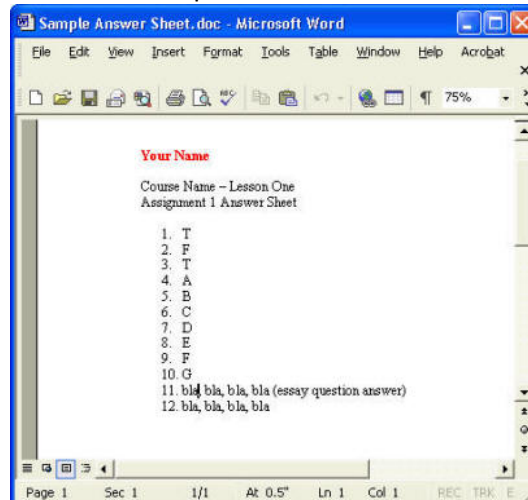 Sample Answer Sheet.doc - Microsoft Word
File Edit View Insert Format Tools Table Window Help Acrobat
75%
Your Name
Course Name – Lesson One
Assignment 1 Answer Sheet
1. T
2. F
3. T
4. A
5. B
6. C
7. D
8. E
9. F
10. G
11. bla, bla, bla, bla (essay question answer)
12. bla, bla, bla, bla
Page 1 Sec 1 1/1 At 0.5" Ln 1 Col 1 REC TRK E